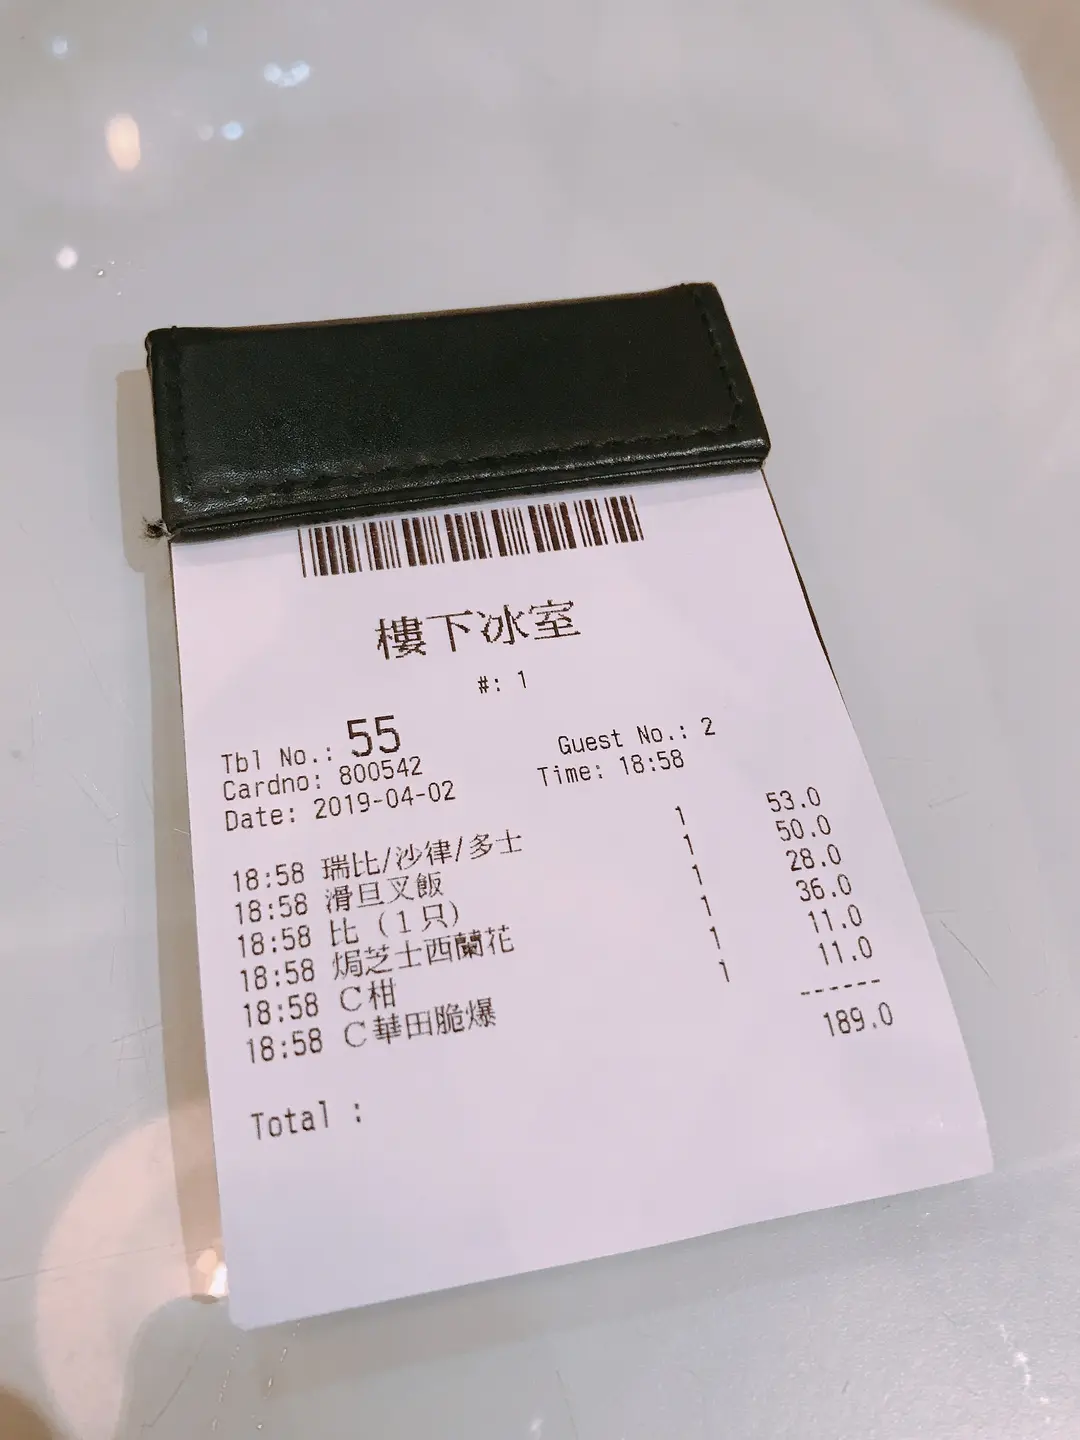 樓下冰室
#: 1
Tbl No.: 55 Guest No.: 2
Cardno: 800542 Time: 18:58
Date: 2019-04-02
18:58 瑞比/沙律/多士 1 53.0
18:58 滑旦叉飯 1 50.0
18:58 比（1只） 1 28.0
18:58 焗芝士西蘭花 1 36.0
18:58 C柑 1 11.0
18:58 C華田脆爆 1 11.0
------
Total : 189.0